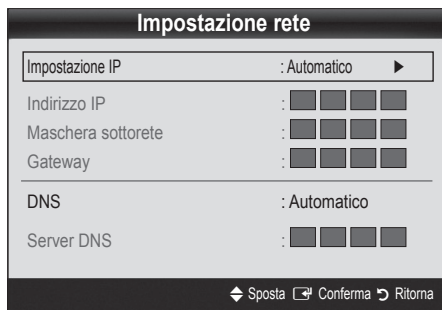 Impostazione rete
Impostazione IP : Automatico
Indirizzo IP :
Maschera sottorete :
Gateway :
DNS : Automatico
Server DNS :
Sposta Conferma Ritorna